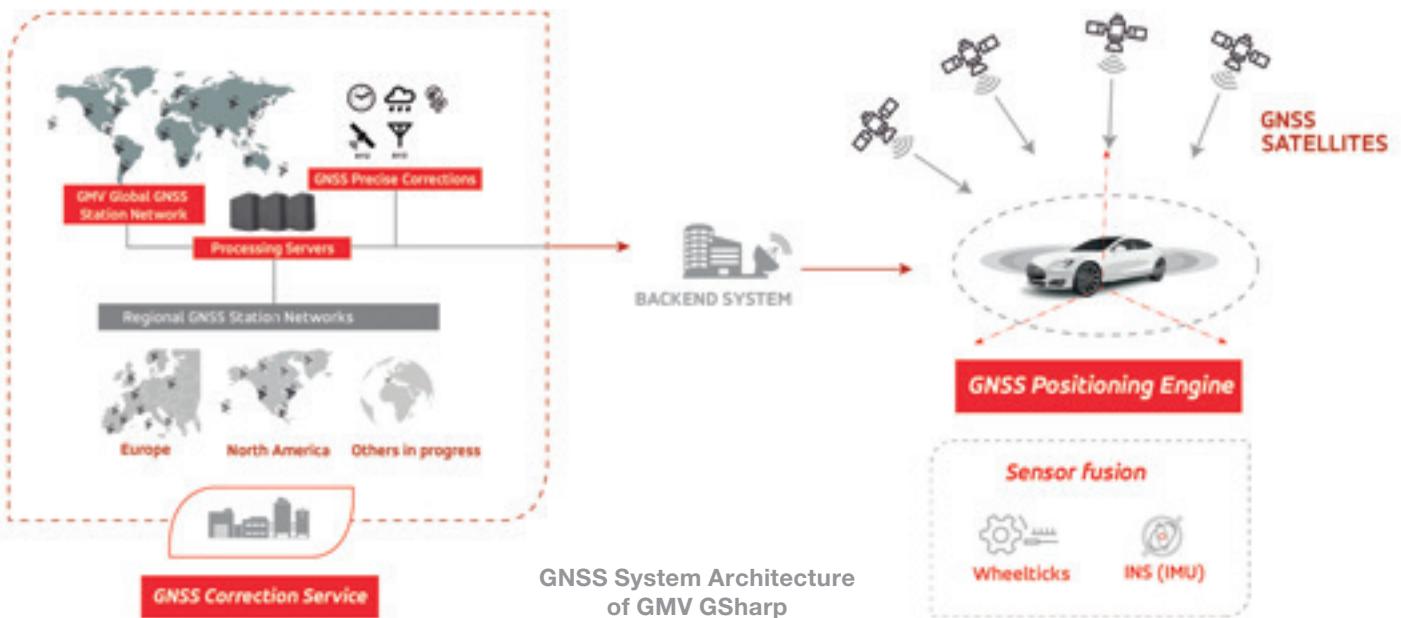 GMV Global GNSS
Station Network
GNSS Precise Corrections
Processing Servers
Regional GNSS Station Networks
Europe
North America
Others in progress
GNSS Correction Service
BACKEND SYSTEM
GNSS
SATELLITES
GNSS Positioning Engine
Sensor fusion
Wheelticks
INS (IMU)
GNSS System Architecture
of GMV GSharp